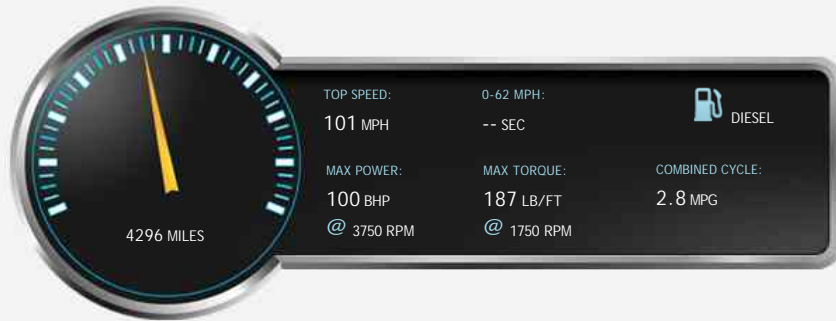 TOP SPEED:
101 MPH
0-62 MPH:
-- SEC
DIESEL
MAX POWER:
100 BHP
@ 3750 RPM
MAX TORQUE:
187 LB/FT
@ 1750 RPM
COMBINED CYCLE:
2.8 MPG
4296 MILES